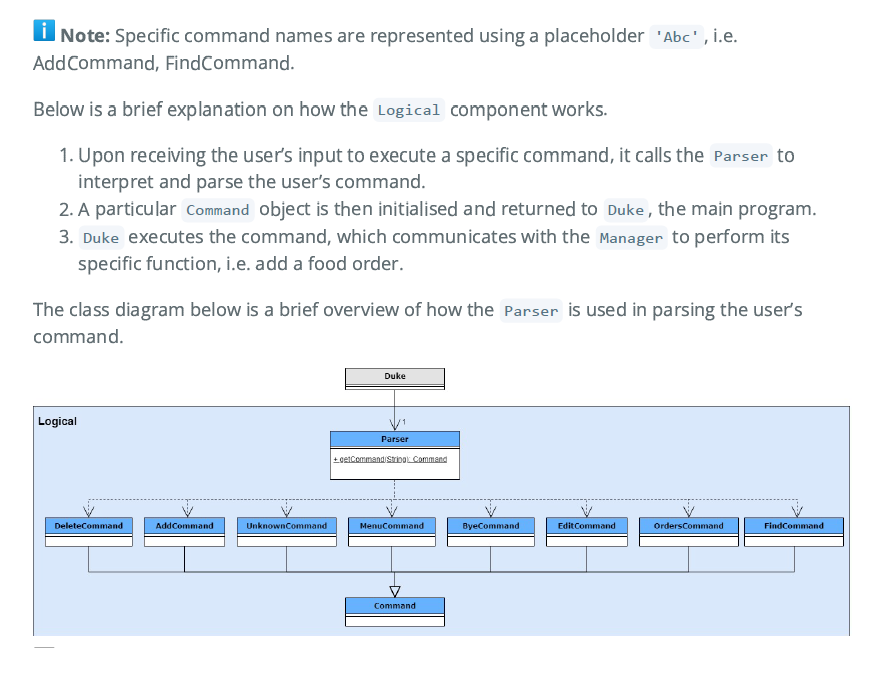 i Note: Specific command names are represented using a placeholder 'Abc', i.e.
AddCommand, FindCommand.
Below is a brief explanation on how the Logical component works.
1. Upon receiving the user's input to execute a specific command, it calls the Parser to
interpret and parse the user's command.
2. A particular Command object is then initialised and returned to Duke, the main program.
3. Duke executes the command, which communicates with the Manager to perform its
specific function, i.e. add a food order.
The class diagram below is a brief overview of how the Parser is used in parsing the user's
command.
Duke
Logical
1
Parser
+ getCommand(String): Command
DeleteCommand AddCommand UnknownCommand MenuCommand ByeCommand EditCommand OrdersCommand FindCommand
Command